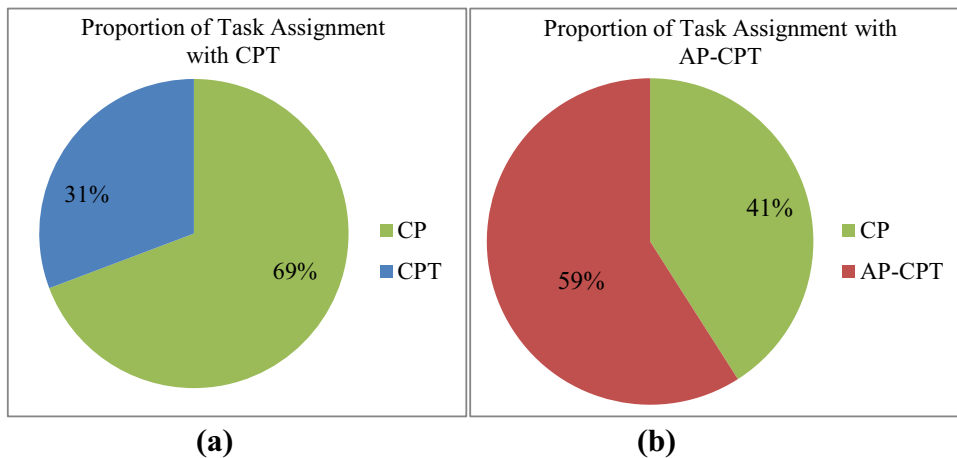 Proportion of Task Assignment
with CPT
31%
69%
CP
CPT
(a)
Proportion of Task Assignment with
AP-CPT
41%
59%
CP
AP-CPT
(b)